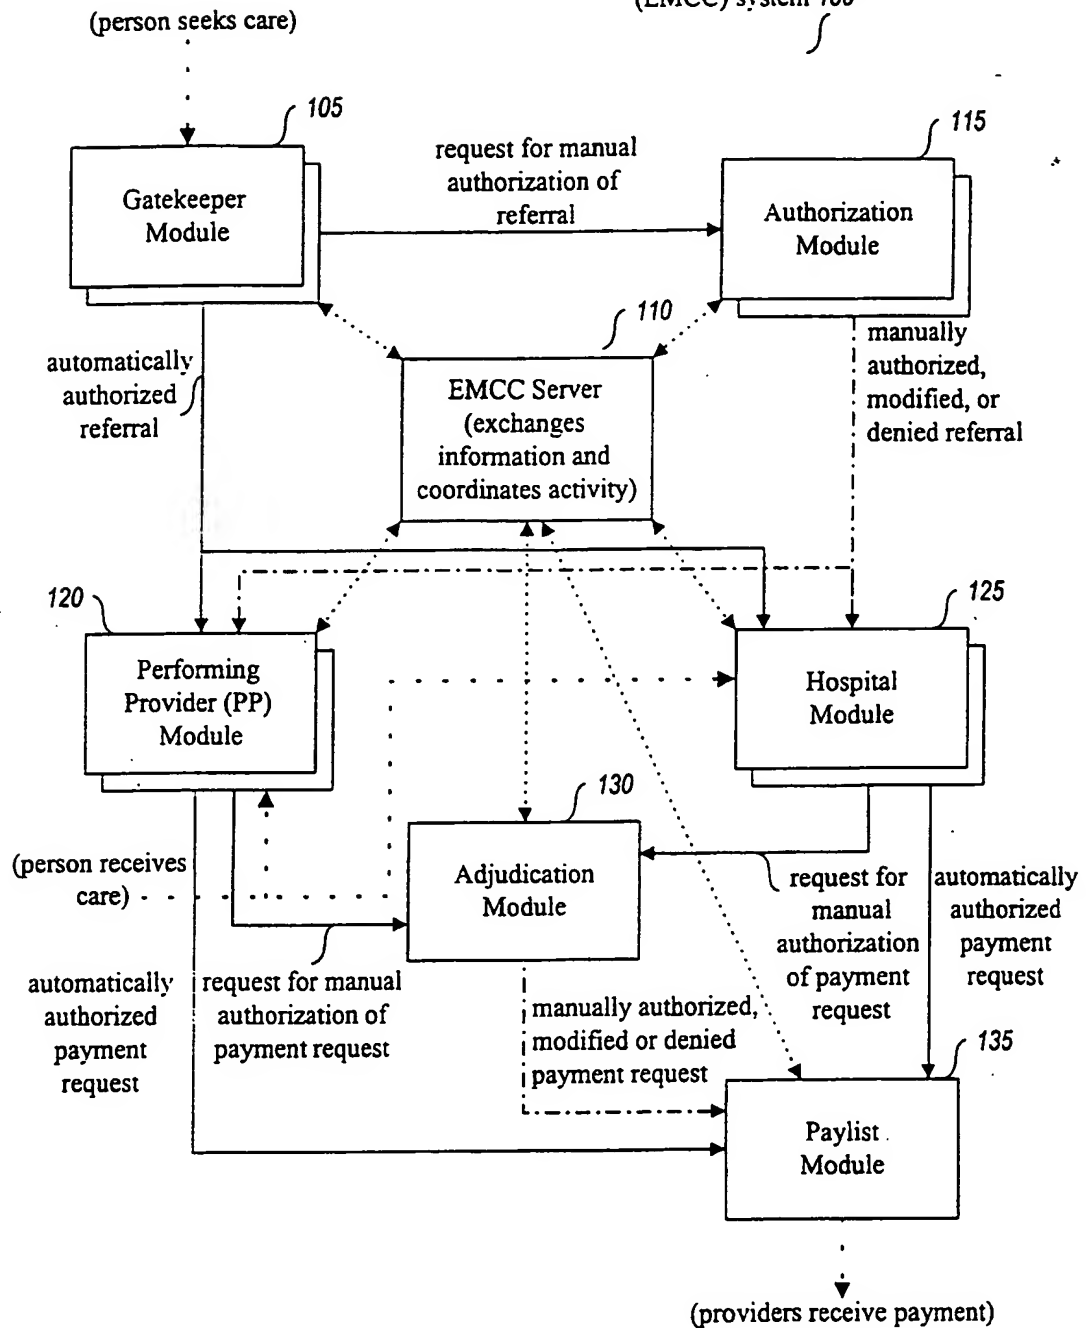 (EMCC) system 100
(person seeks care)
105
115
request for manual
authorization of
referral
Gatekeeper
Module
Authorization
Module
110
automatically
authorized
referral
EMCC Server
(exchanges
information and
coordinates activity)
manually
authorized,
modified, or
denied referral
120
125
Performing
Provider (PP)
Module
Hospital
Module
130
(person receives
care)
Adjudication
Module
request for
manual
authorization
of payment
request
automatically
authorized
payment
request
automatically
authorized
payment
request
request for manual
authorization of
payment request
manually authorized,
modified or denied
payment request
135
Paylist
Module
(providers receive payment)